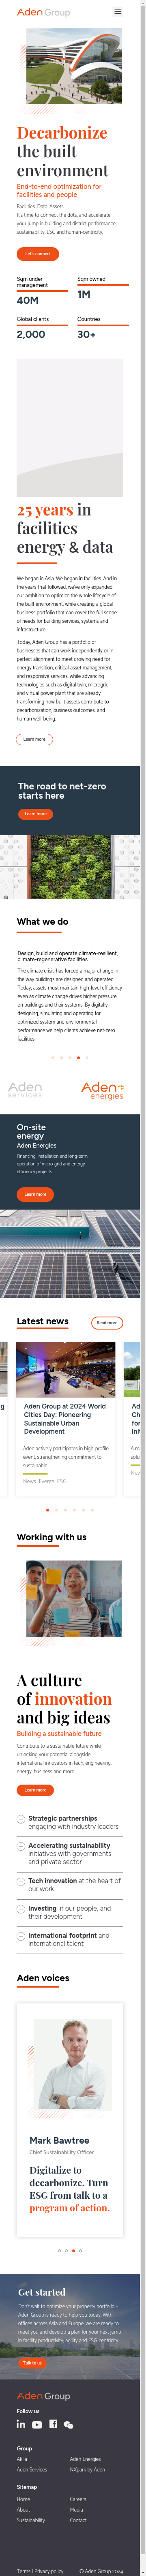 Aden Group
Decarbonize
the built
environment
End-to-end optimization for
facilities and people
Facilities. Data. Assets.
It's time to connect the dots, and accelerate
your jump in building and district performance,
sustainability, ESG and human-centricity.
Let's connect
Sqm under
management
40M
Sqm owned
1M
Global clients
2,000
Countries
30+
25 years in
facilities
energy & data
We began in Asia. We began in facilities. And in
the years that followed, we've only expanded
our ambition to optimize the whole lifecycle of
the built environment, while creating a global
business portfolio that can cover the full range
of needs for buildings, services, systems and
infrastructure.
Today, Aden Group has a portfolio of
businesses that can work independently or in
perfect alignment to meet growing need for
energy transition, critical asset management,
and responsive services, while advancing
technologies such as digital twin, microgrid
and virtual power plant that are already
transforming how built assets contribute to
decarbonization, business outcomes, and
human well-being.
Learn more
The road to net-zero
starts here
Learn more
What we do
Design, build and operate climate-resilient,
climate-regenerative facilities
The climate crisis has forced a sea change in
the way buildings are designed and operated.
Today, assets must maintain high-level efficiency
even as climate change drives higher pressure
on buildings and their systems. By digitally
designing, simulating and operating for
optimized system and environmental
performance we help clients achieve net-zero
facilities.
Aden
services
Aden
energies
On-site
energy
Aden Energies
Financing, installation and long-term
operation of micro-grid and energy
efficiency projects.
Learn more
Latest news
Read more
Aden Group at 2024 World
Cities Day: Pioneering
Sustainable Urban
Development
Aden actively participates in high-profile
event, strengthening commitment to
sustainable...
News Events ESG
Working with us
A culture
of innovation
and big ideas
Building a sustainable future
Contribute to a sustainable future while
unlocking your potential alongside
international innovators in tech, engineering,
energy, business and more.
Learn more
Strategic partnerships
engaging with industry leaders
Accelerating sustainability
initiatives with governments
and private sector
Tech innovation at the heart of
our work
Investing in our people, and
their development
International footprint and
international talent
Aden voices
Mark Bawtree
Chief Sustainability Officer
Digitalize to
decarbonize. Turn
ESG from talk to a
program of action.
Get started
Don't wait to optimize your property portfolio –
Aden Group is ready to help you today. With
offices across Asia and Europe, we are ready to
meet you and develop a plan for your next jump
in facility productivity, agility and ESG centricity.
Talk to us
Aden Group
Follow us
Group
Akila
Aden Energies
Aden Services
NXpark by Aden
Sitemap
Home
Careers
About
Media
Sustainability
Contact
Terms | Privacy policy
© Aden Group 2024